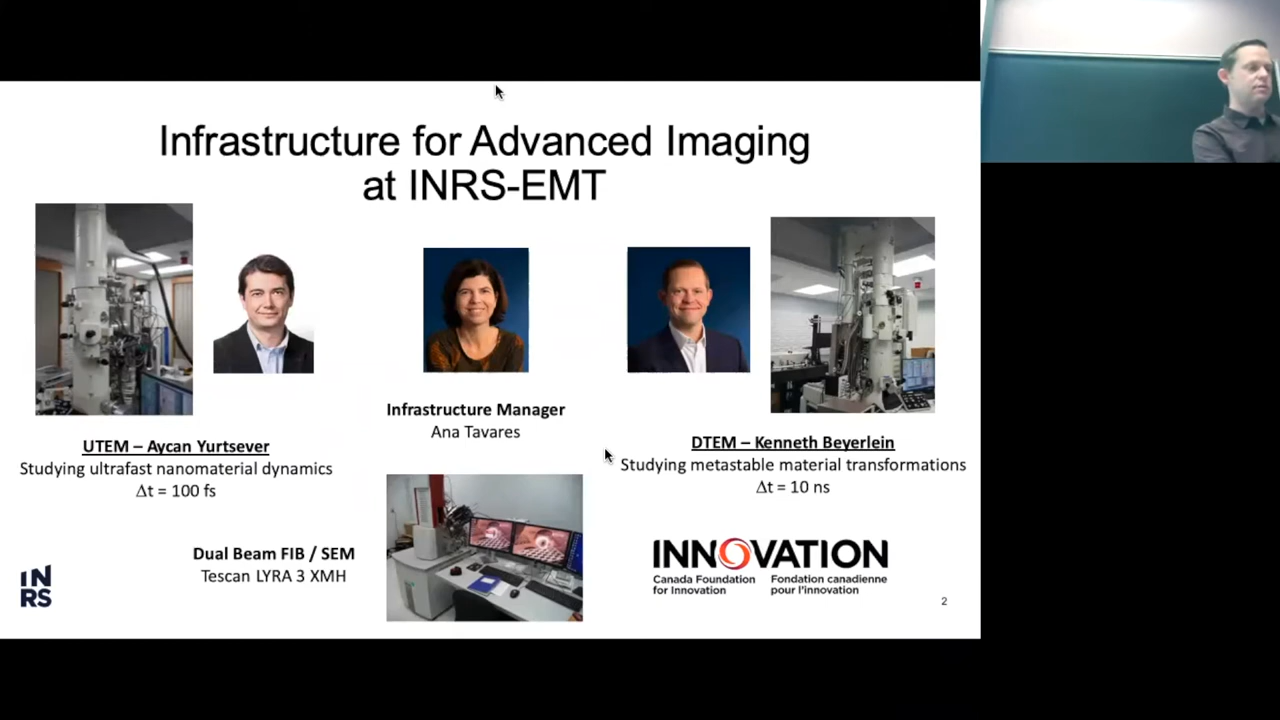 Infrastructure for Advanced Imaging
at INRS-EMT
Infrastructure Manager
Ana Tavares
UTEM – Aycan Yurtsever
Studying ultrafast nanomaterial dynamics
Δt = 100 fs
DTEM – Kenneth Beyerlein
Studying metastable material transformations
Δt = 10 ns
Dual Beam FIB / SEM
Tescan LYRA 3 XMH
INNOVATION
Canada Foundation
for Innovation
Fondation canadienne
pour l'innovation
IN
RS
2